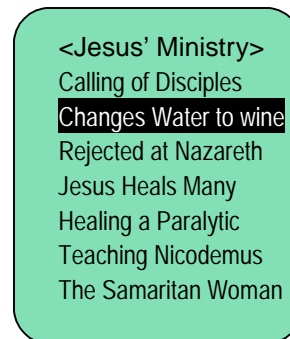 <Jesus' Ministry>
Calling of Disciples
Changes Water to wine
Rejected at Nazareth
Jesus Heals Many
Healing a Paralytic
Teaching Nicodemus
The Samaritan Woman